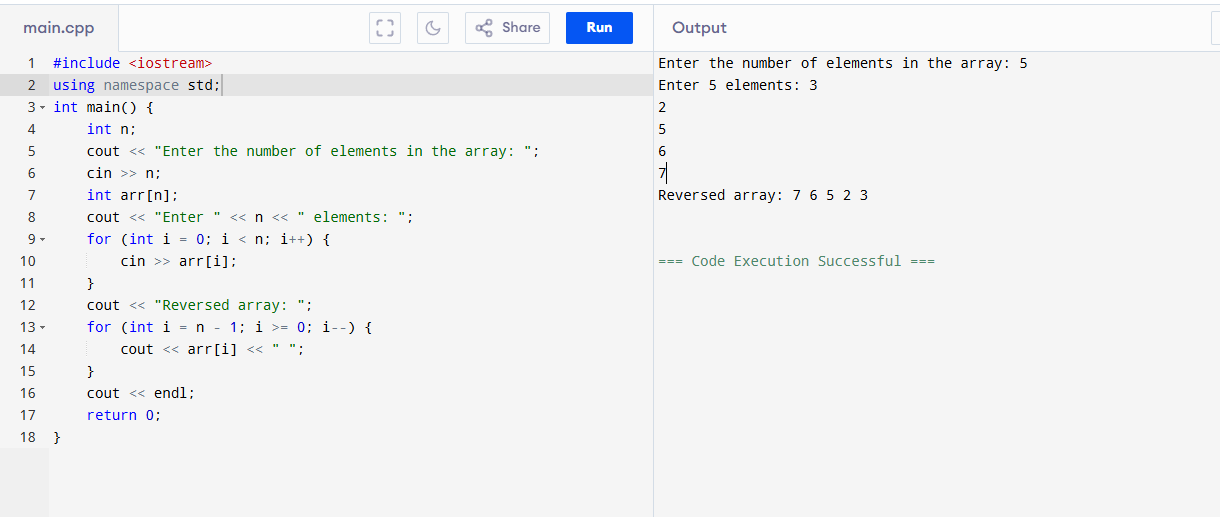 main.cpp
Share
Run
Output
1 #include <iostream>
2 using namespace std;
3 int main() {
4     int n;
5     cout << "Enter the number of elements in the array: ";
6     cin >> n;
7     int arr[n];
8     cout << "Enter " << n << " elements: ";
9     for (int i = 0; i < n; i++) {
10         cin >> arr[i];
11     }
12     cout << "Reversed array: ";
13     for (int i = n - 1; i >= 0; i--) {
14         cout << arr[i] << " ";
15     }
16     cout << endl;
17     return 0;
18 }
Enter the number of elements in the array: 5
Enter 5 elements: 3
2
5
6
7
Reversed array: 7 6 5 2 3
=== Code Execution Successful ===